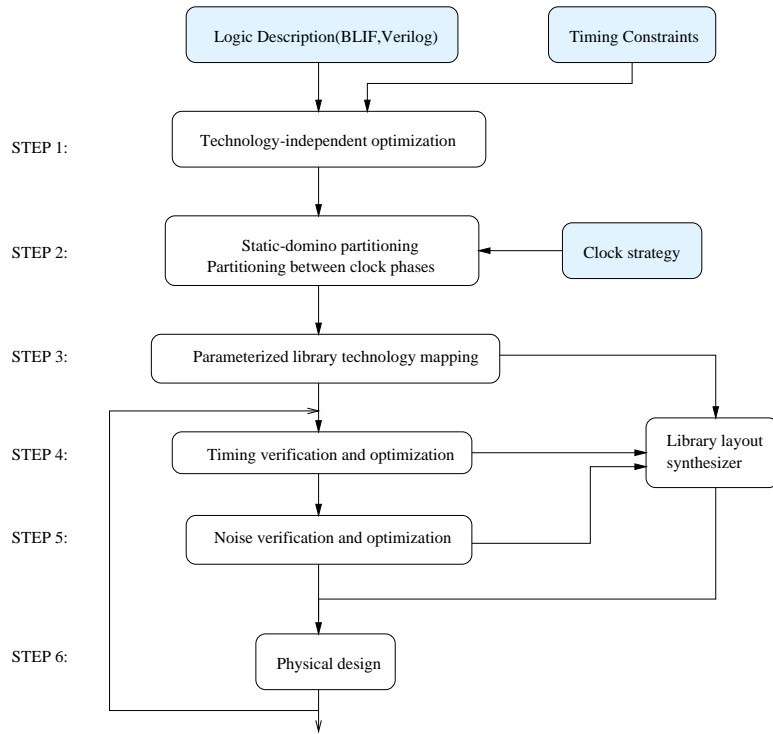 Logic Description(BLIF,Verilog)
Timing Constraints
STEP 1:
Technology-independent optimization
STEP 2:
Static-domino partitioning
Partitioning between clock phases
Clock strategy
STEP 3:
Parameterized library technology mapping
STEP 4:
Timing verification and optimization
Library layout
synthesizer
STEP 5:
Noise verification and optimization
STEP 6:
Physical design